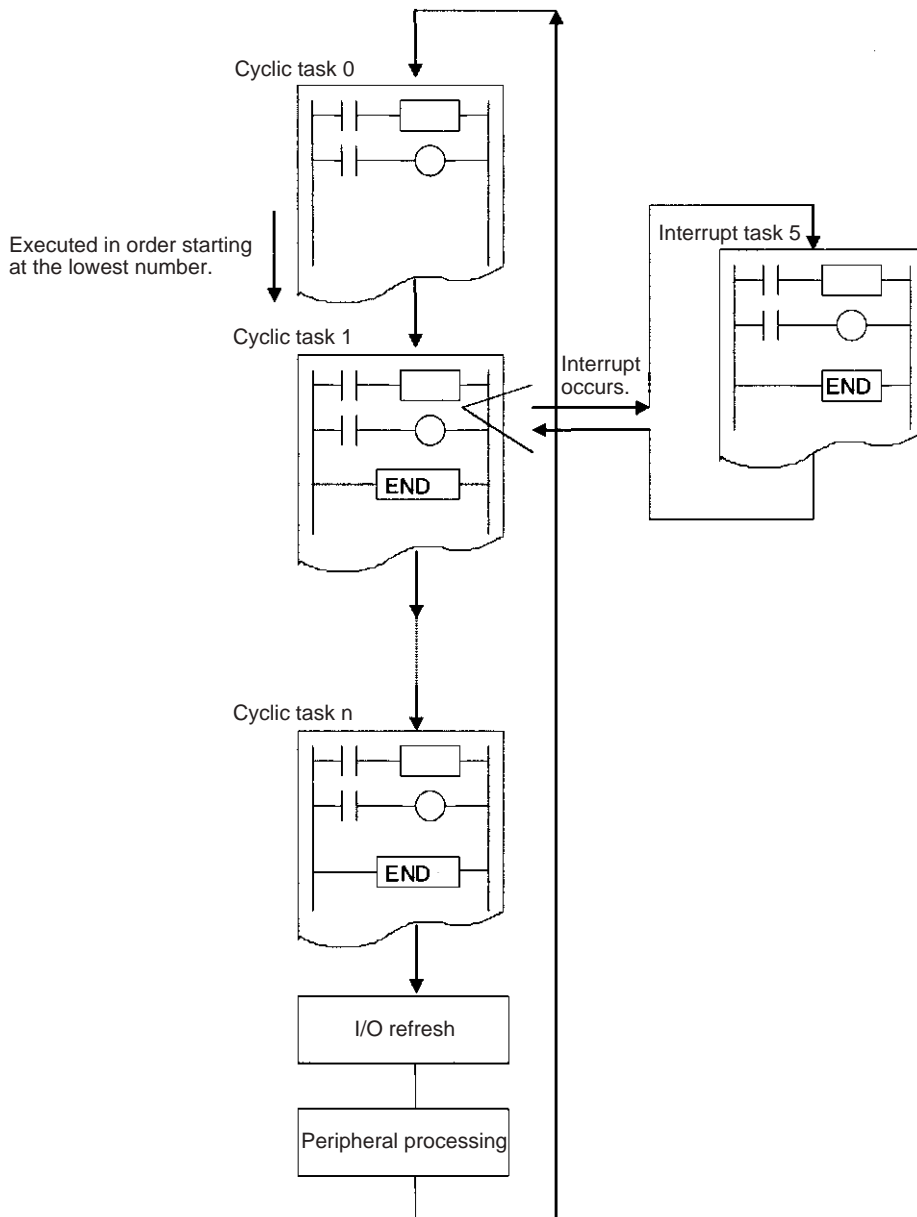 Cyclic task 0
Executed in order starting
at the lowest number.
Interrupt task 5
END
Cyclic task 1
Interrupt
occurs.
END
Cyclic task n
END
I/O refresh
Peripheral processing